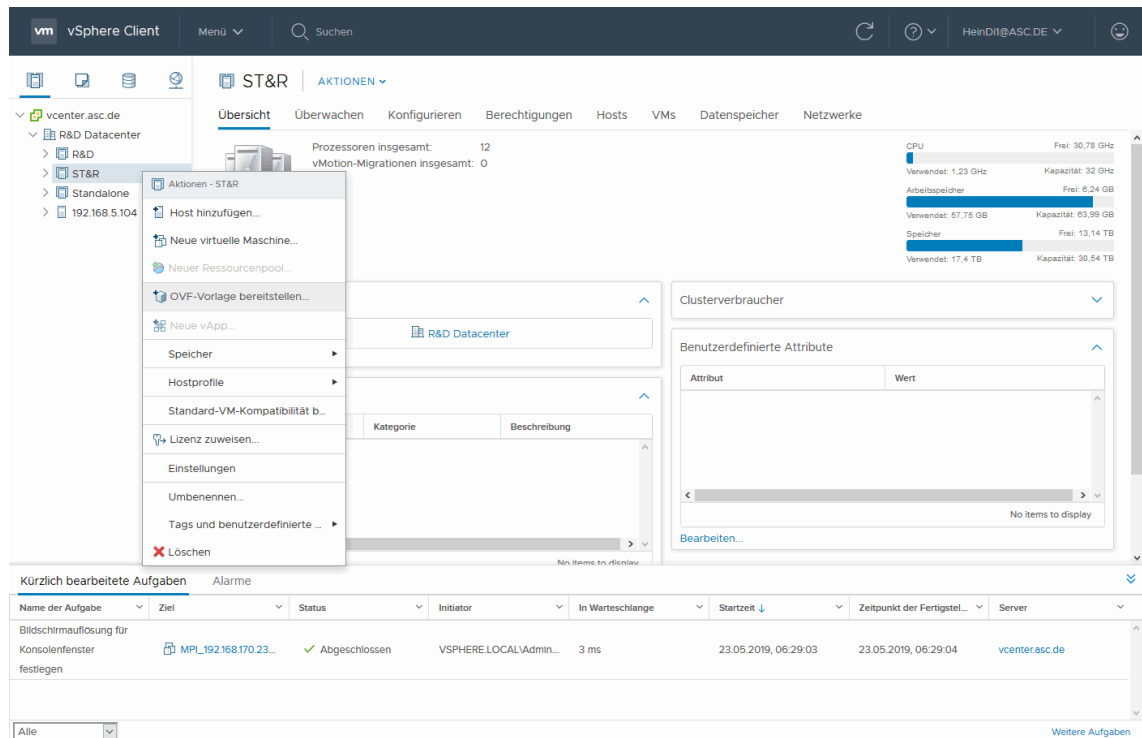 vm vSphere Client Menü Suchen HeinDi1@ASC.DE
ST&R AKTIONEN
vcenter.asc.de
R&D Datacenter
R&D
ST&R
Standalone
192.168.5.104
Übersicht Überwachen Konfigurieren Berechtigungen Hosts VMs Datenspeicher Netzwerke
Prozessoren insgesamt: 12
vMotion-Migrationen insgesamt: 0
CPU Frei: 30,78 GHz
Verwendet: 1,23 GHz Kapazität: 32 GHz
Arbeitsspeicher Frei: 6,24 GB
Verwendet: 57,75 GB Kapazität: 63,99 GB
Speicher Frei: 13,14 TB
Verwendet: 17,4 TB Kapazität: 30,54 TB
Aktionen - ST&R
Host hinzufügen...
Neue virtuelle Maschine...
Neuer Ressourcenpool...
OVF-Vorlage bereitstellen...
Neue vApp...
Speicher
Hostprofile
Standard-VM-Kompatibilität b...
Lizenz zuweisen...
Einstellungen
Umbenennen...
Tags und benutzerdefinierte ...
Löschen
R&D Datacenter
Kategorie Beschreibung
No items to display
Clusterverbraucher
Benutzerdefinierte Attribute
Attribut Wert
No items to display
Bearbeiten...
Kürzlich bearbeitete Aufgaben Alarme
Name der Aufgabe Ziel Status Initiator In Warteschlange Startzeit Zeitpunkt der Fertigstel... Server
Bildschirmauflösung für
Konsolenfenster
festlegen
MPI_192.168.170.23... Abgeschlossen VSPHERE.LOCAL\Admin... 3 ms 23.05.2019, 06:29:03 23.05.2019, 06:29:04 vcenter.asc.de
Alle Weitere Aufgaben